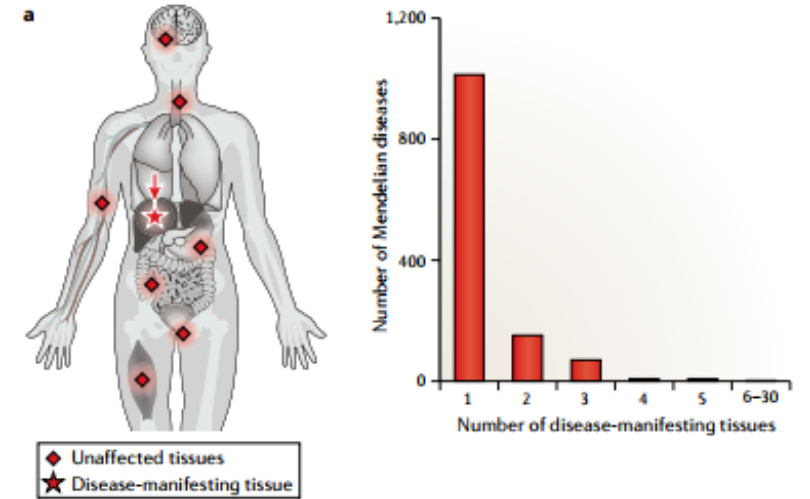 a
Unaffected tissues
Disease-manifesting tissue
Number of Mendelian diseases
1,200
800
400
0
1 2 3 4 5 6–30
Number of disease-manifesting tissues